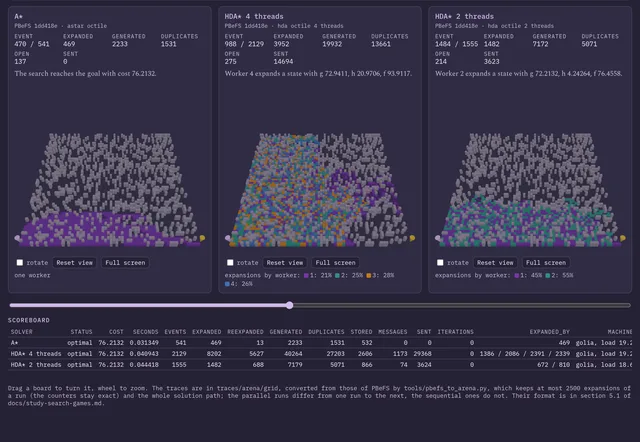 A*
PBeFS 1dd418e · astar octile
EVENT EXPANDED GENERATED DUPLICATES
470 / 541 469 2233 1531
OPEN SENT
137 0
The search reaches the goal with cost 76.2132.
rotate Reset view Full screen
one worker
HDA* 4 threads
PBeFS 1dd418e · hda octile 4 threads
EVENT EXPANDED GENERATED DUPLICATES
988 / 2129 3952 19932 13661
OPEN SENT
275 14694
Worker 4 expands a state with g 72.9411, h 20.9706, f 93.9117.
rotate Reset view Full screen
expansions by worker: 1: 21% 2: 25% 3: 28%
4: 26%
HDA* 2 threads
PBeFS 1dd418e · hda octile 2 threads
EVENT EXPANDED GENERATED DUPLICATES
1484 / 1555 1482 7172 5071
OPEN SENT
214 3623
Worker 2 expands a state with g 72.2132, h 4.24264, f 76.4558.
rotate Reset view Full screen
expansions by worker: 1: 45% 2: 55%
SCOREBOARD
SOLVER STATUS COST SECONDS EVENTS EXPANDED REEXPANDED GENERATED DUPLICATES STORED MESSAGES SENT ITERATIONS EXPANDED_BY MACHINE
A* optimal 76.2132 0.031349 541 469 13 2233 1531 532 0 0 0 469 golia, load 19.2
HDA* 4 threads optimal 76.2132 0.040943 2129 8202 5627 40264 27203 2606 1173 29368 0 1386 / 2086 / 2391 / 2339 golia, load 19.2
HDA* 2 threads optimal 76.2132 0.044418 1555 1482 688 7179 5071 866 74 3624 0 672 / 810 golia, load 18.6
Drag a board to turn it, wheel to zoom. The traces are in traces/arena/grid, converted from those of PBeFS by tools/pbefs_to_arena.py, which keeps at most 2500 expansions of
a run (the counters stay exact) and the whole solution path; the parallel runs differ from one run to the next, the sequential ones do not. Their format is in section 5.1 of
docs/study-search-games.md.